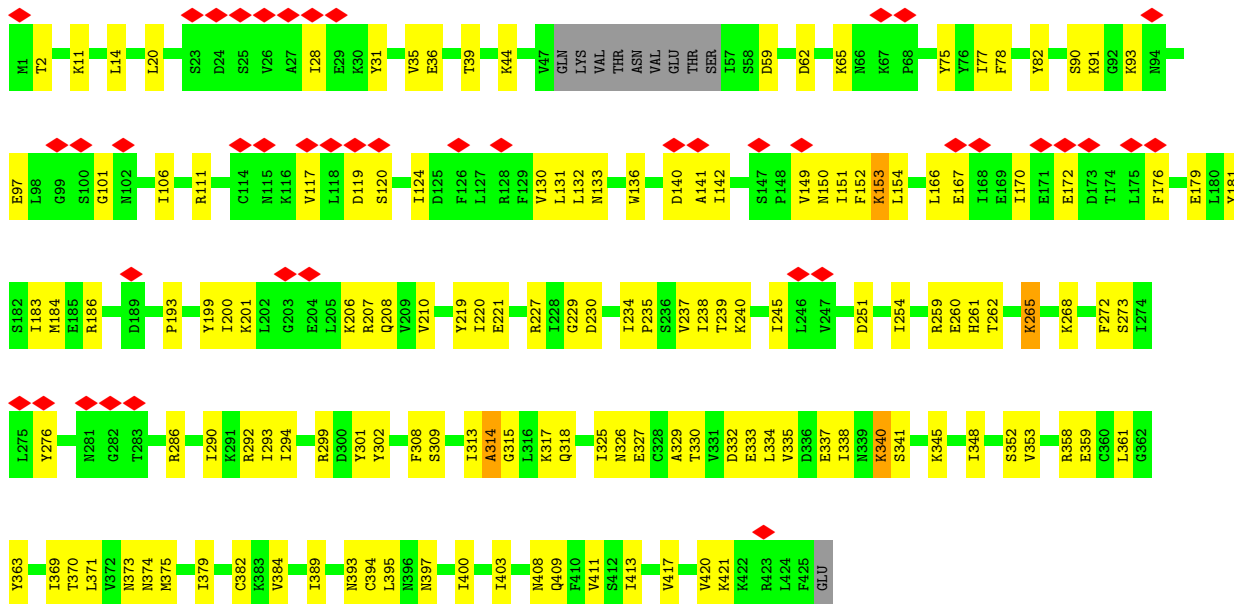 M1 T2 K11 L14 L20 S23 D24 S25 V26 A27 I28 E29 K30 Y31 V35 E36 T39 K44 V47 GLN LYS VAL THR ASN VAL GLU THR SER I57 S58 D59 D62 K65 N66 K67 P68 Y75 Y76 I77 F78 Y82 S90 K91 G92 K93 N94
E97 L98 G99 S100 G101 N102 I106 R111 C114 N115 K116 V117 L118 D119 S120 I124 D125 F126 L127 R128 F129 V130 L131 L132 N133 W136 D140 A141 I142 S147 P148 V149 N150 I151 F152 K153 L154 L166 E167 I168 E169 I170 E171 E172 D173 T174 L175 F176 E179 L180 Y181
S182 I183 M184 E185 R186 D189 P193 Y199 I200 K201 L202 G203 E204 L205 K206 R207 Q208 V209 V210 Y219 I220 E221 R227 I228 G229 D230 I234 P235 S236 V237 I238 T239 K240 I245 L246 V247 D251 I254 R259 E260 H261 T262 K265 K268 F272 S273 I274
L275 Y276 N281 G282 T283 R286 I290 K291 R292 I293 I294 R299 D300 Y301 Y302 F308 S309 I313 A314 G315 L316 K317 Q318 I325 N326 E327 C328 A329 T330 V331 D332 E333 L334 V335 D336 E337 I338 N339 K340 S341 K345 I348 S352 V353 R358 E359 C360 L361 G362
Y363 I369 T370 L371 V372 N373 N374 M375 I379 C382 K383 V384 I389 N393 C394 L395 N396 N397 I400 I403 N408 Q409 F410 V411 S412 I413 V417 V420 K421 K422 R423 L424 F425 GLU